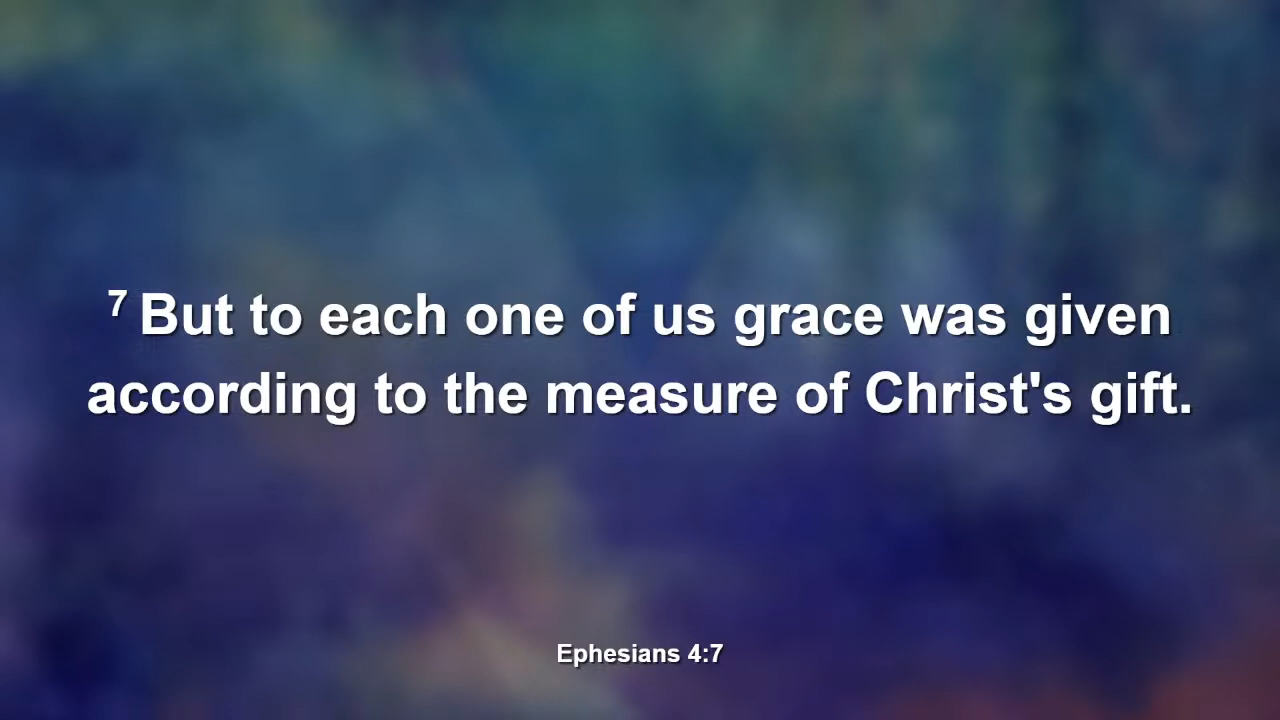 7 But to each one of us grace was given
according to the measure of Christ's gift.
Ephesians 4:7